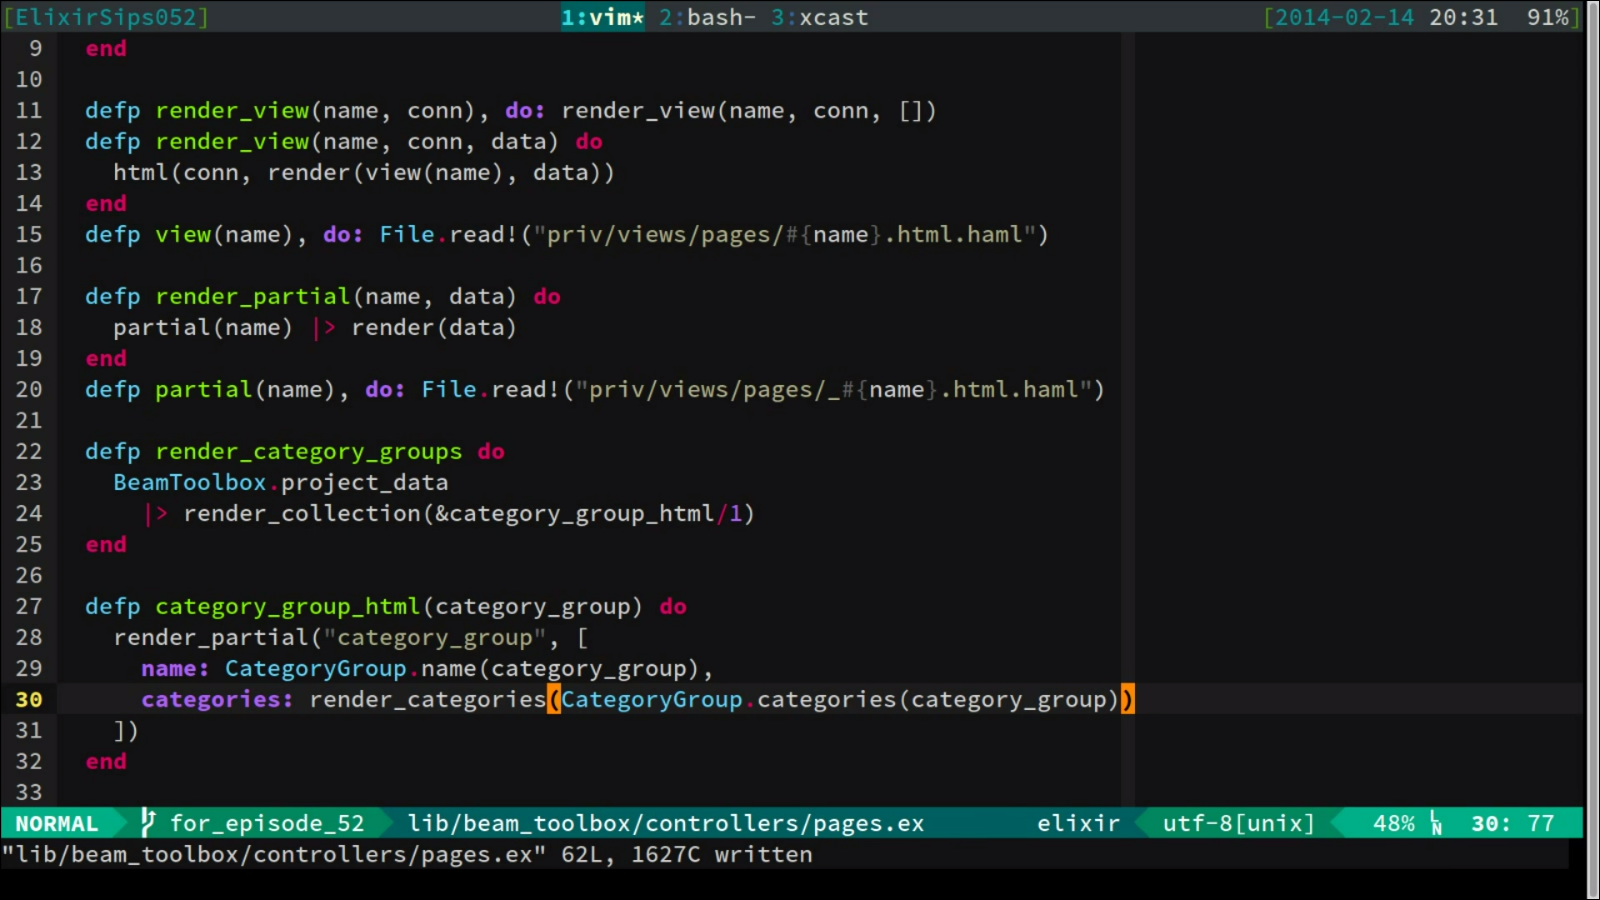 [ElixirSips052] 1:vim* 2:bash- 3:xcast [2014-02-14 20:31 91%]
9 end
10
11 defp render_view(name, conn), do: render_view(name, conn, [])
12 defp render_view(name, conn, data) do
13 html(conn, render(view(name), data))
14 end
15 defp view(name), do: File.read!("priv/views/pages/#{name}.html.haml")
16
17 defp render_partial(name, data) do
18 partial(name) |> render(data)
19 end
20 defp partial(name), do: File.read!("priv/views/pages/_#{name}.html.haml")
21
22 defp render_category_groups do
23 BeamToolbox.project_data
24 |> render_collection(&category_group_html/1)
25 end
26
27 defp category_group_html(category_group) do
28 render_partial("category_group", [
29 name: CategoryGroup.name(category_group),
30 categories: render_categories(CategoryGroup.categories(category_group))
31 ])
32 end
33
NORMAL for_episode_52 lib/beam_toolbox/controllers/pages.ex elixir utf-8[unix] 48% LN 30: 77
"lib/beam_toolbox/controllers/pages.ex" 62L, 1627C written